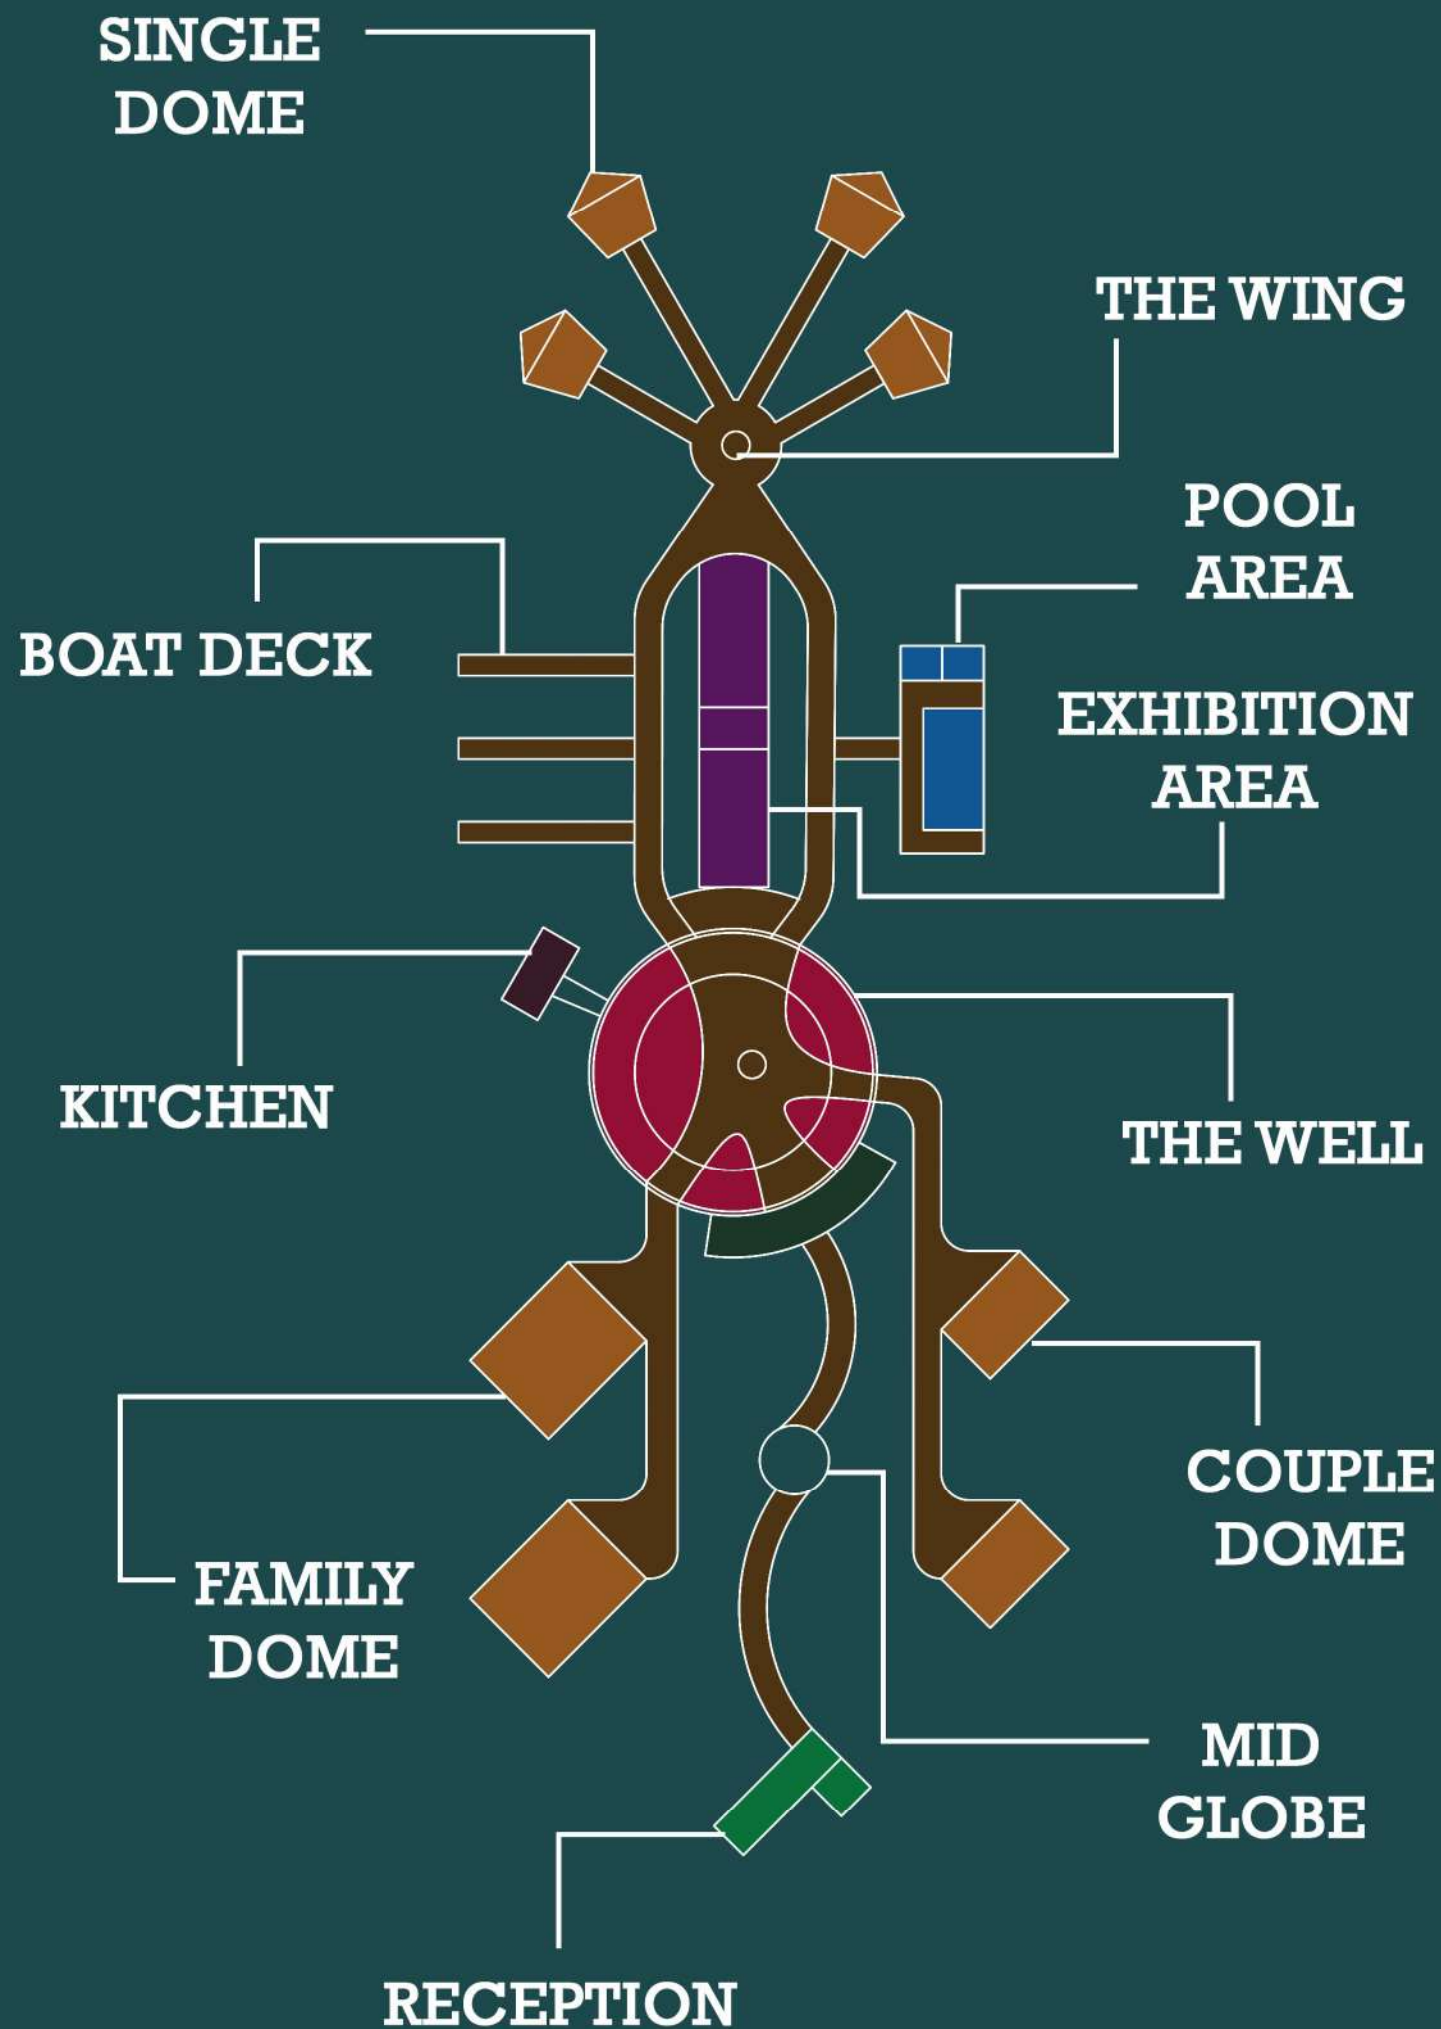 SINGLE
DOME
THE WING
POOL
AREA
BOAT DECK
EXHIBITION
AREA
KITCHEN
THE WELL
COUPLE
DOME
FAMILY
DOME
MID
GLOBE
RECEPTION